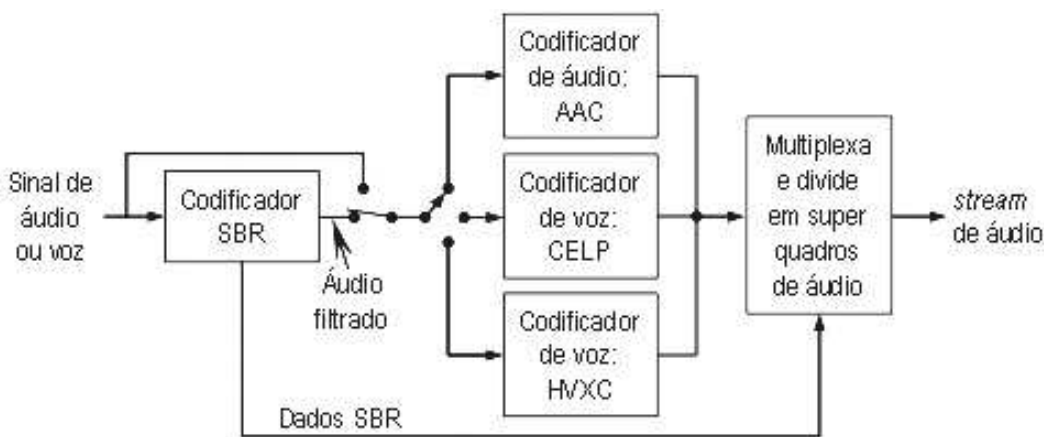 Sinal de
áudio
ou voz
Codificador
SBR
Áudio
filtrado
Dados SBR
Codificador
de áudio:
AAC
Codificador
de voz:
CELP
Codificador
de voz:
HVXC
Multiplexa
e divide
em super
quadros
de áudio
stream
de áudio